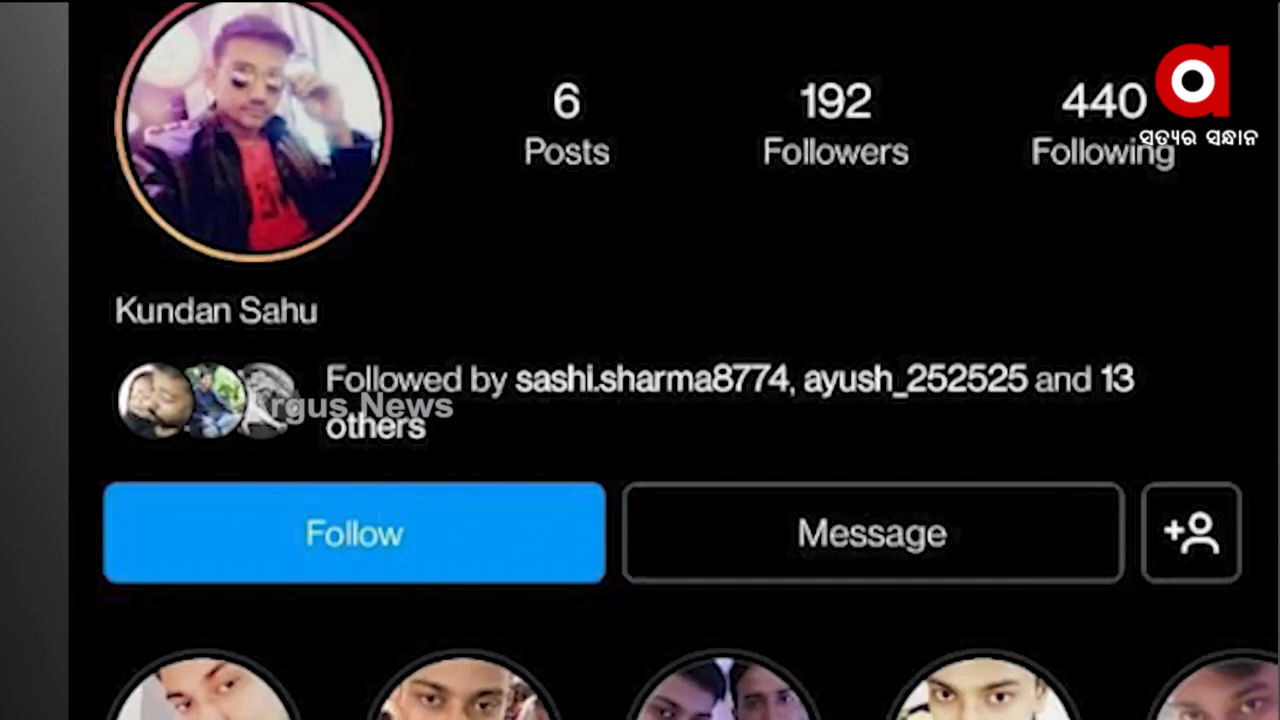 6
192
440
Posts
Followers
Following
ସତ୍ୟର ସନ୍ଧାନ
Kundan Sahu
Followed by sashi.sharma8774, ayush_252525 and 13
others
Argus News
Follow
Message